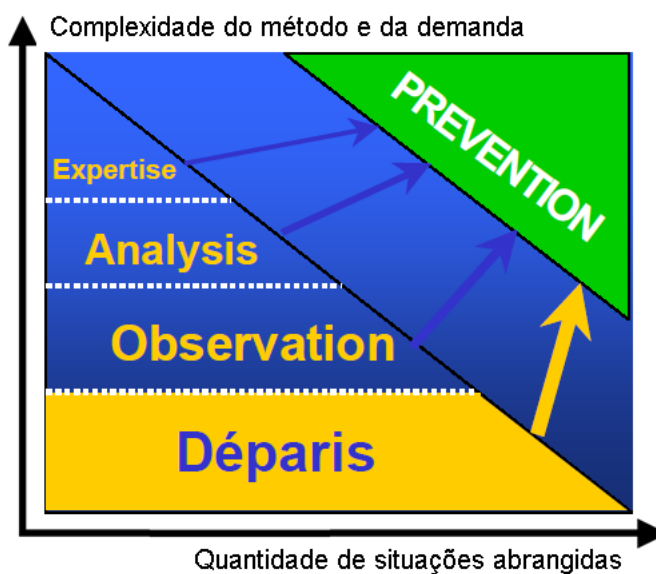 Complexidade do método e da demanda
PREVENTION
Expertise
Analysis
Observation
Déparis
Quantidade de situações abrangidas